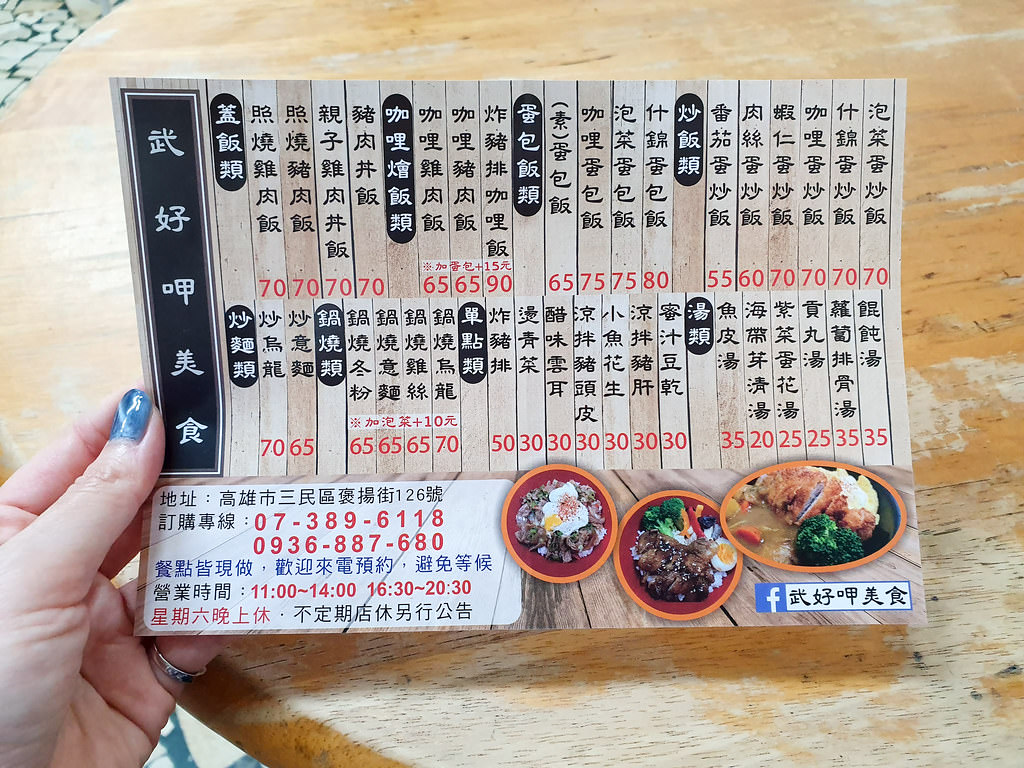 武好呷美食
蓋飯類
照燒雞肉飯 70
照燒豬肉飯 70
親子雞肉丼飯 70
豬肉丼飯 70
咖哩燴飯類
咖哩雞肉飯 65
咖哩豬肉飯 65
炸豬排咖哩飯 90
※加蛋包+15元
蛋包飯類
(素)蛋包飯 65
咖哩蛋包飯 75
泡菜蛋包飯 75
什錦蛋包飯 80
炒飯類
番茄蛋炒飯 55
肉絲蛋炒飯 60
蝦仁蛋炒飯 70
咖哩蛋炒飯 70
什錦蛋炒飯 70
泡菜蛋炒飯 70
炒麵類
炒烏龍 70
炒意麵 65
鍋燒類
鍋燒冬粉 65
鍋燒意麵 65
鍋燒雞絲 65
鍋燒烏龍 70
※加泡菜+10元
單點類
炸豬排 50
燙青菜 30
醋味雲耳 30
涼拌豬頭皮 30
小魚花生 30
涼拌豬肝 30
蜜汁豆乾 30
湯類
魚皮湯 35
海帶芽清湯 20
紫菜蛋花湯 25
貢丸湯 25
蘿蔔排骨湯 35
餛飩湯 35
地址：高雄市三民區褒揚街126號
訂購專線：07-389-6118
0936-887-680
餐點皆現做，歡迎來電預約，避免等候
營業時間：11:00~14:00 16:30~20:30
星期六晚上休．不定期店休另行公告
f 武好呷美食